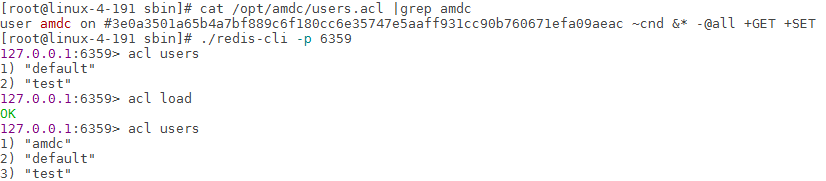 [root@linux-4-191 sbin]# cat /opt/amdc/users.acl |grep amdc
user amdc on #3e0a3501a65b4a7bf889c6f180cc6e35747e5aaff931cc90b760671efa09aeac ~cnd &* -@all +GET +SET
[root@linux-4-191 sbin]# ./redis-cli -p 6359
127.0.0.1:6359> acl users
1) "default"
2) "test"
127.0.0.1:6359> acl load
OK
127.0.0.1:6359> acl users
1) "amdc"
2) "default"
3) "test"